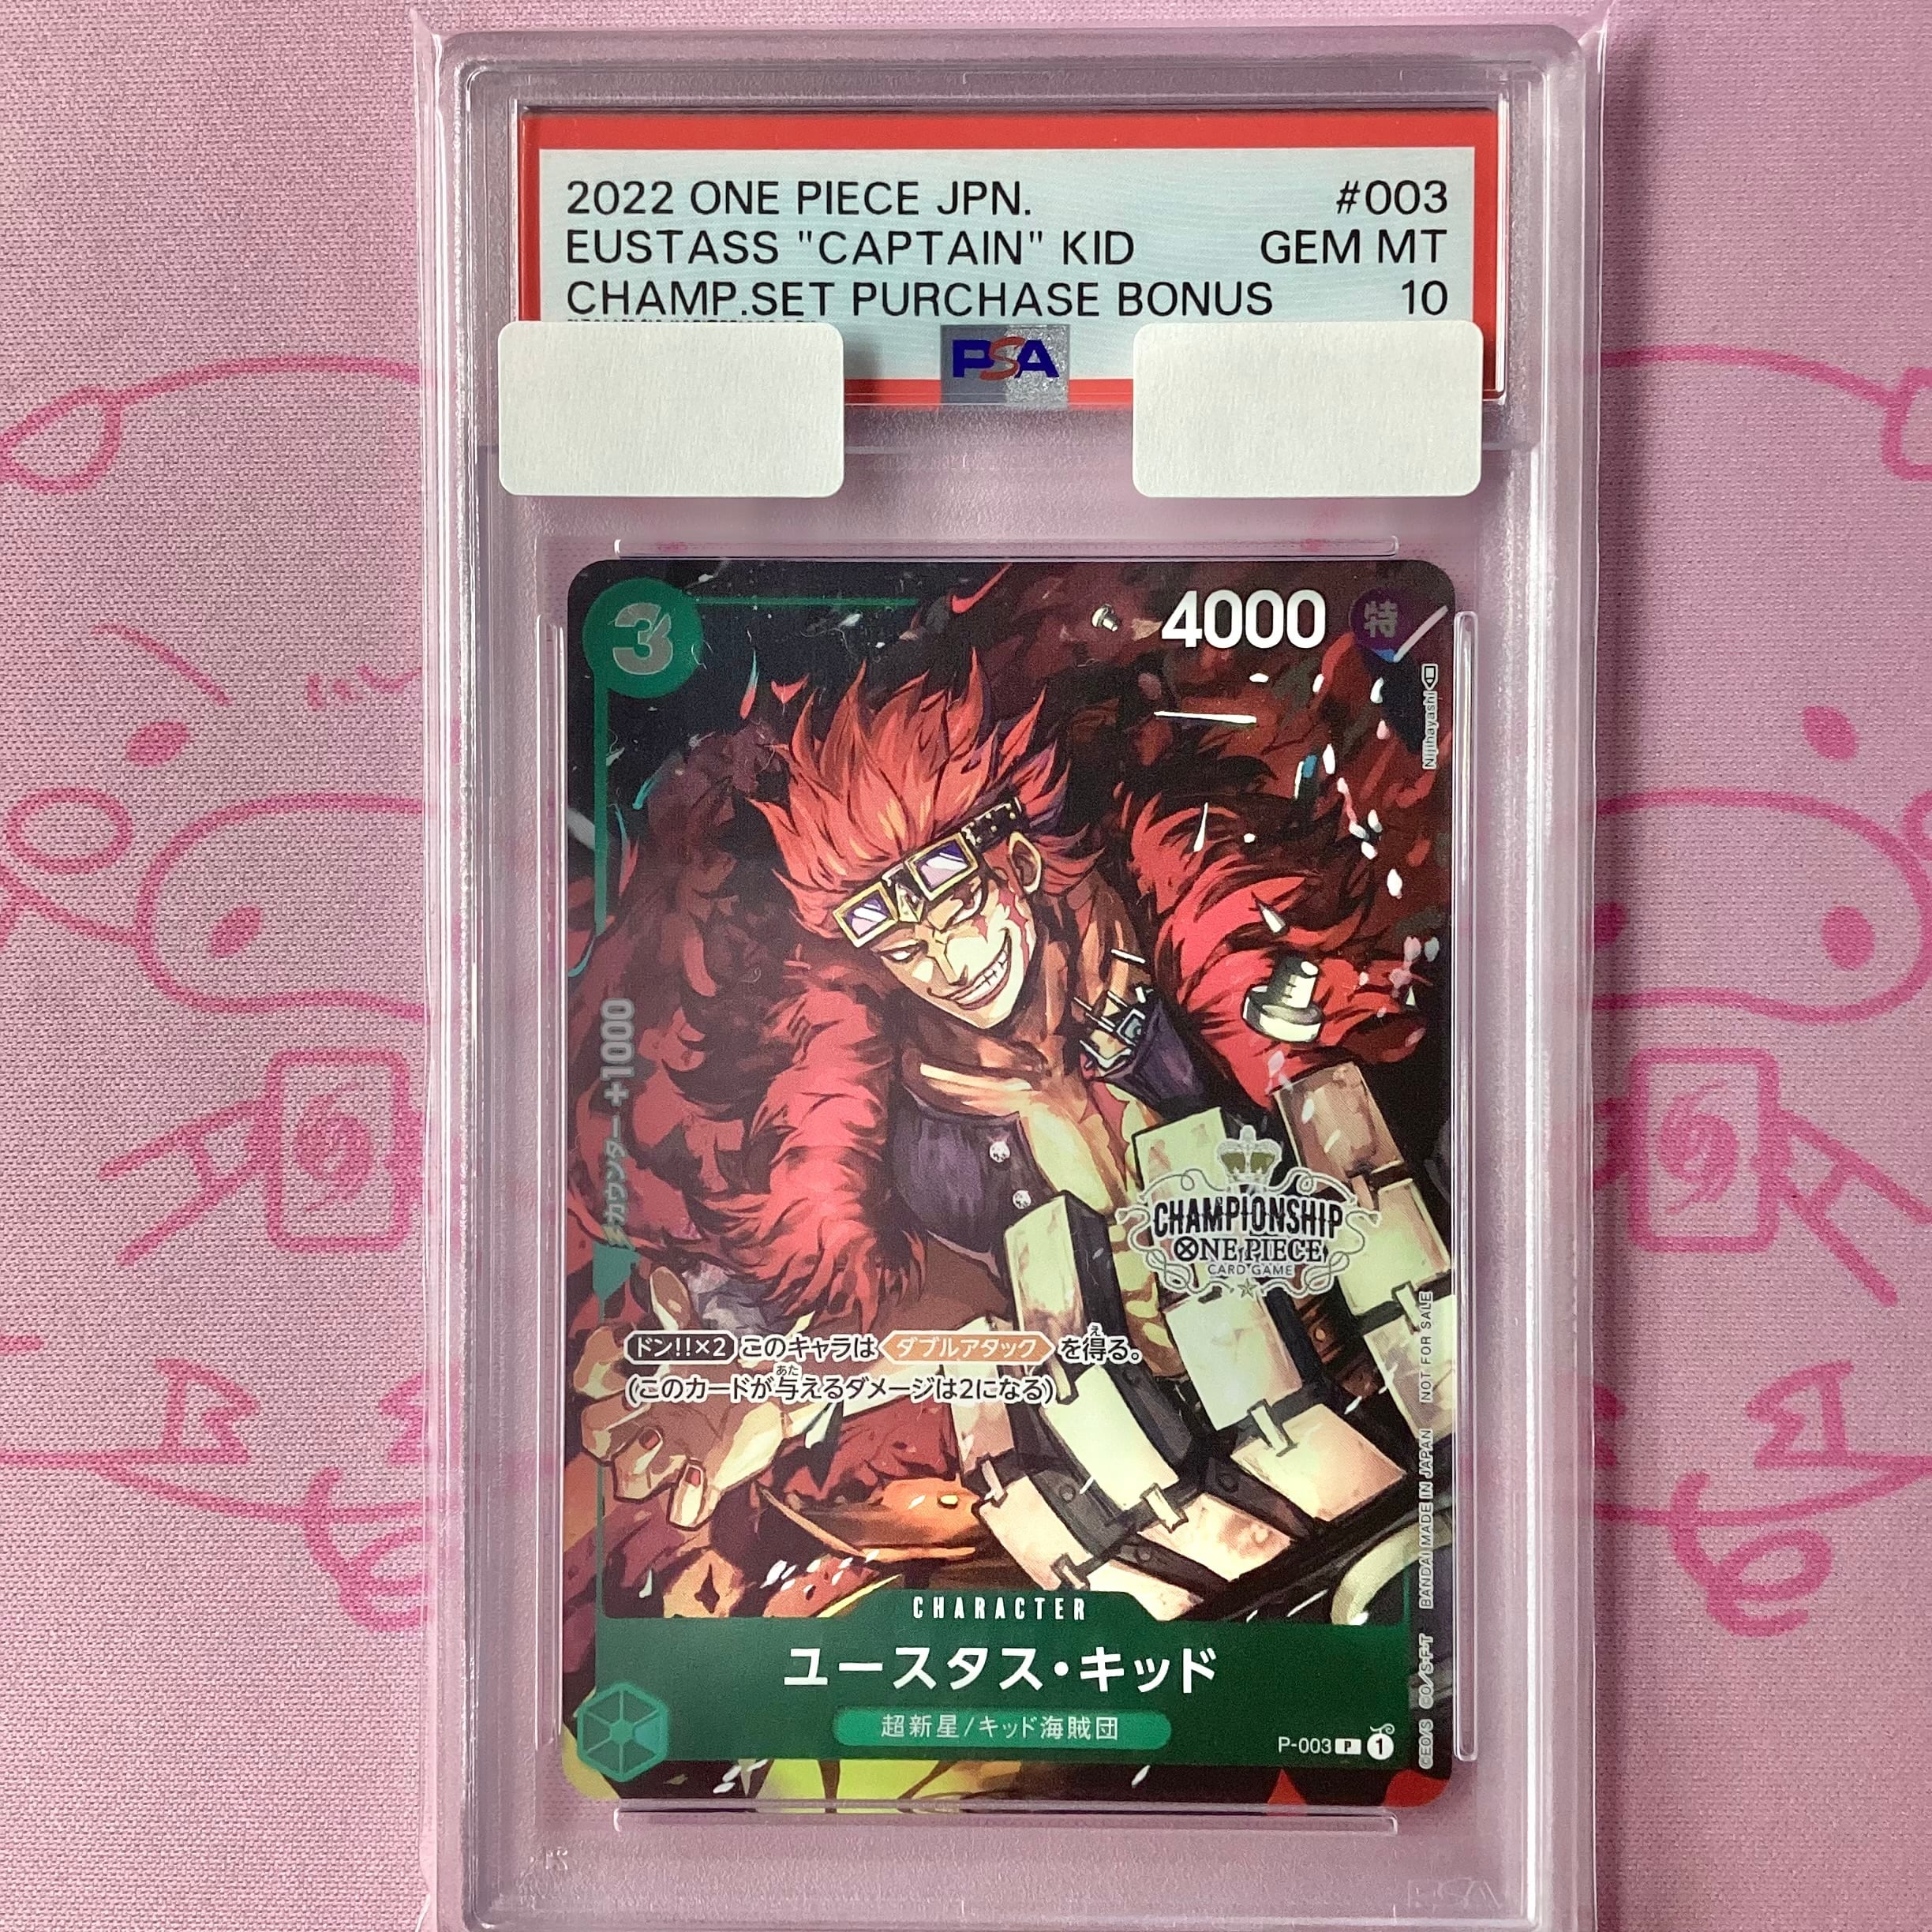 2022 ONE PIECE JPN. #003
EUSTASS "CAPTAIN" KID GEM MT
CHAMP.SET PURCHASE BONUS 10
PSA
3
4000
特
Nijihayashi
カウンター+1000
CHAMPIONSHIP
ONE PIECE
CARD GAME
ドン!!×2 このキャラは ダブルアタック を得る。
(このカードが与えるダメージは2になる)
CHARACTER
ユースタス・キッド
超新星/キッド海賊団
P-003 P 1
©EO/S ©O/S・F・T BANDAI MADE IN JAPAN NOT FOR SALE